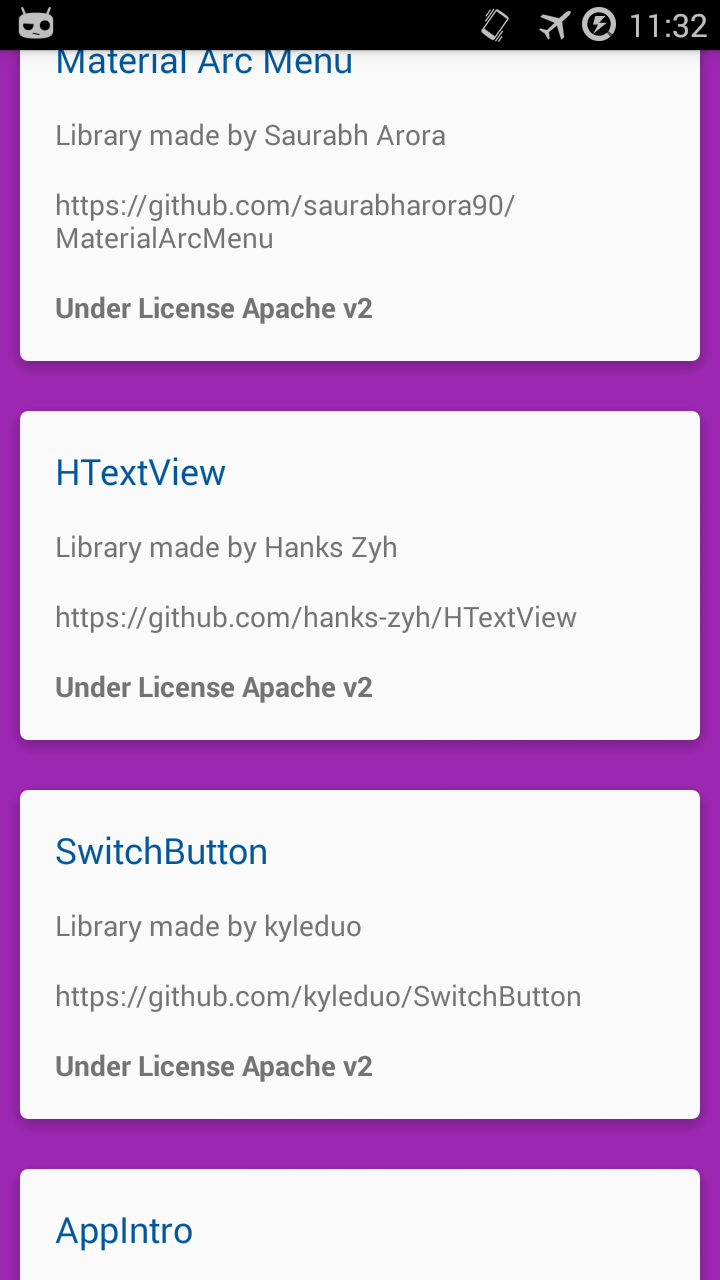 11:32
Material Arc Menu
Library made by Saurabh Arora
https://github.com/saurabharora90/
MaterialArcMenu
Under License Apache v2
HTextView
Library made by Hanks Zyh
https://github.com/hanks-zyh/HTextView
Under License Apache v2
SwitchButton
Library made by kyleduo
https://github.com/kyleduo/SwitchButton
Under License Apache v2
AppIntro